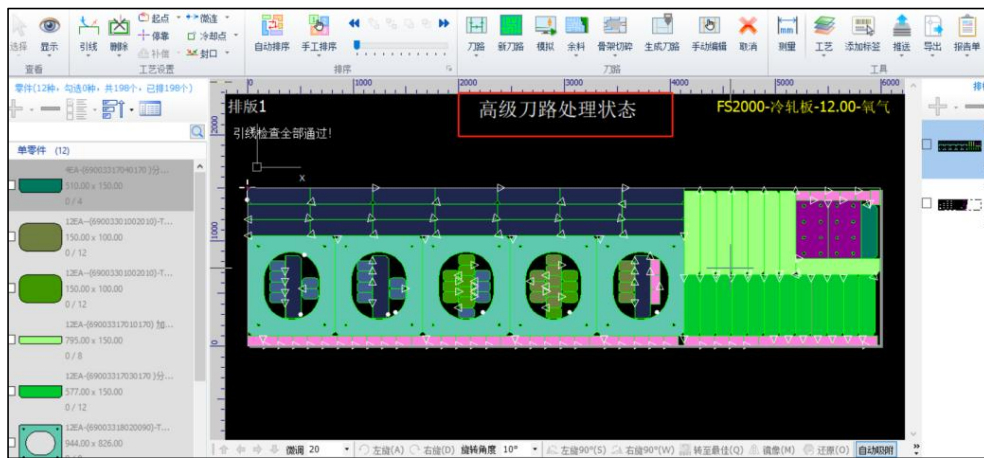 起点 微连
停靠 冷却点
选择 显示 引线 删除 补偿 封口 自动排序 手工排序 刀路 新刀路 模拟 余料 骨架切碎 生成刀路 手动编辑 取消 测量 工艺 添加标签 推送 导出 报告单
查看 工艺设置 排序 刀路 工具
零件(12种，勾选0种，共198个，已排198个)
单零件 (12)
4EA-(69003317040170 )分...
510.00 x 150.00
0 / 4
12EA--(69003301002010)-T...
150.00 x 100.00
0 / 12
12EA--(69003301002010)-T...
150.00 x 100.00
0 / 12
12EA-(69003317010170) 加...
795.00 x 150.00
0 / 8
12EA-(69003317030170 )分...
577.00 x 150.00
0 / 12
12EA-(69003318020090)-T...
944.00 x 826.00
0 1000 2000 3000 4000 5000 6000
2000
1000
0
排版1
高级刀路处理状态
FS2000-冷轧板-12.00-氧气
引线检查全部通过!
X
微调 20 左旋(A) 右旋(D) 旋转角度 10° 左旋90°(S) 右旋90°(W) 转至最佳(Q) 镜像(M) 还原(O) 自动吸附